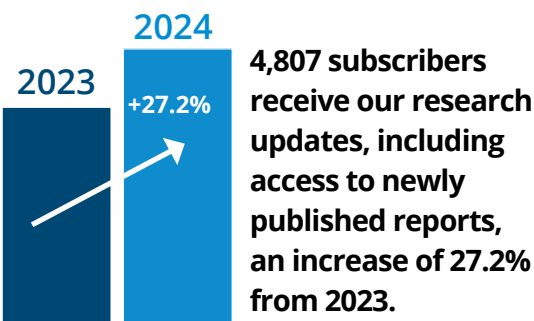 2024
2023
+27.2%
4,807 subscribers
receive our research
updates, including
access to newly
published reports,
an increase of 27.2%
from 2023.